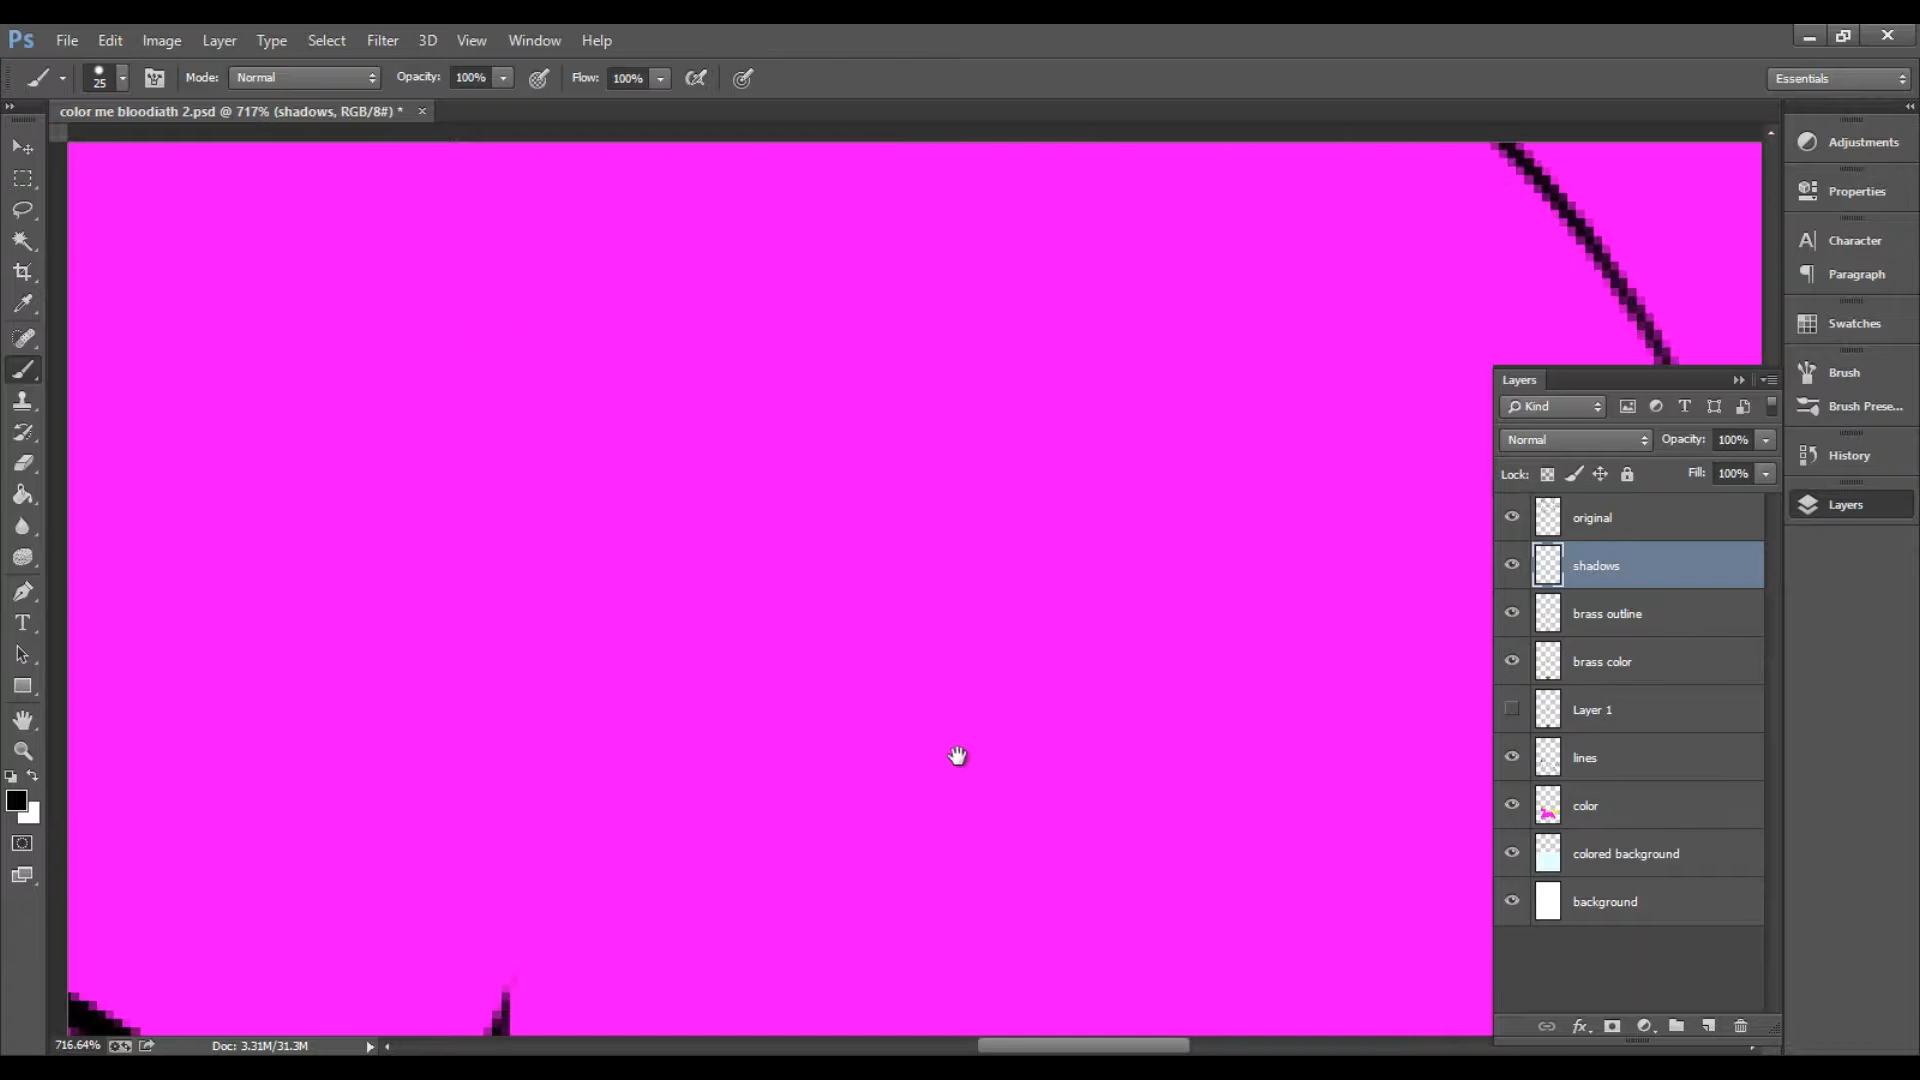 Ps File Edit Image Layer Type Select Filter 3D View Window Help
25 Mode: Normal Opacity: 100% Flow: 100% Essentials
color me bloodiath 2.psd @ 717% (shadows, RGB/8#) * ×
Adjustments
Properties
Character
Paragraph
Swatches
Brush
Brush Prese...
History
Layers
Layers
Kind
Normal Opacity: 100%
Lock: Fill: 100%
original
shadows
brass outline
brass color
Layer 1
lines
color
colored background
background
fx
716.64% Doc: 3.31M/31.3M